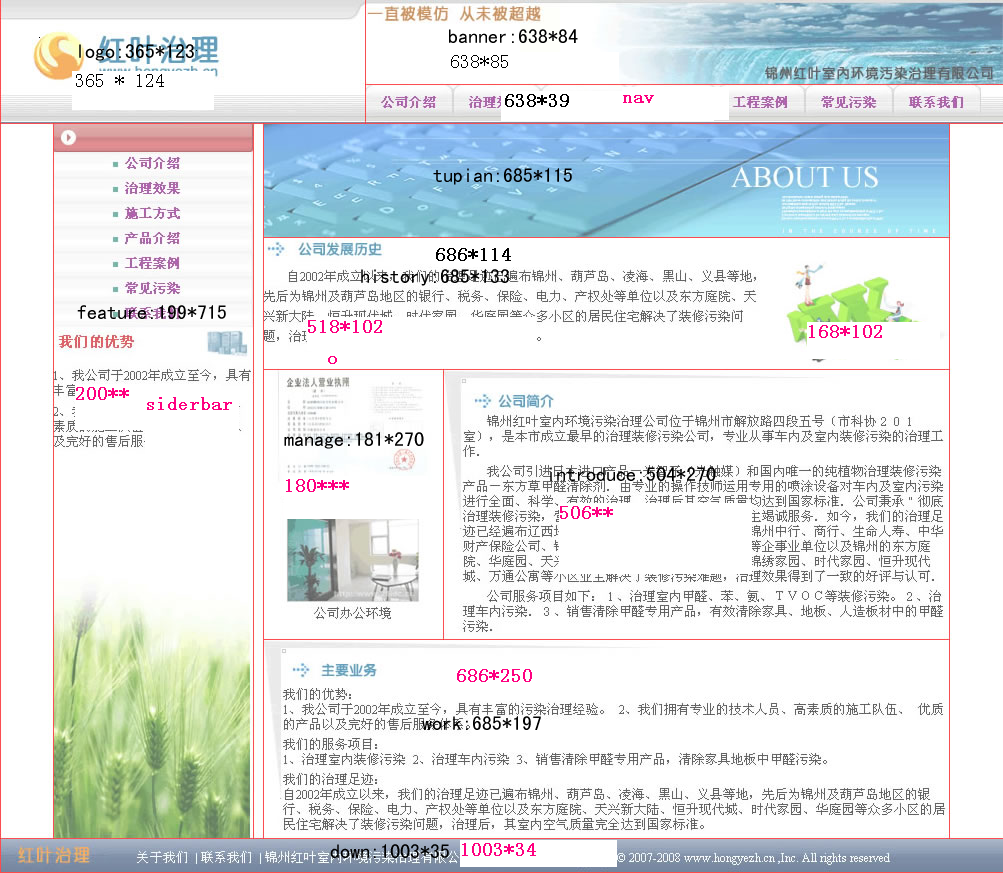 一直被模仿 从未被超越
banner:638*84
638*85
锦州红叶室内环境污染治理有限公司
红叶治理
logo:365*123
www.hongyezh.cn
365 * 124
公司介绍
638*39
nav
工程案例
常见污染
联系我们
公司介绍
治理效果
施工方式
产品介绍
工程案例
常见污染
feature:199*715
我们的优势
1、我公司于2002年成立至今，具有
丰富
200**
siderbar
2、
素质
及完好的售后服
tupian:685*115
ABOUT US
IN THE COURSE OF TIME
公司发展历史
686*114
history:685*133
自2002年成立以来，我们的 遍布锦州、葫芦岛、凌海、黑山、义县等地，
先后为锦州及葫芦岛地区的银行、税务、保险、电力、产权处等单位以及东方庭院、天
兴新大陆、恒升现代城、时代家园、华庭园等众多小区的居民住宅解决了装修污染问
题，治
518*102
。
168*102
企业法人营业执照
manage:181*270
180***
公司办公环境
公司简介
锦州红叶室内环境污染治理公司位于锦州市解放路四段五号（市科协２０１
室），是本市成立最早的治理装修污染公司，专业从事车内及室内装修污染的治理工
作．
我公司引进日本进口产品－光 触媒）和国内唯一的纯植物治理装修污染
introduce:504*270
产品－东方草甲醛清除剂．由专业的操作技师运用专用的喷涂设备对车内及室内污染
进行全面、科学、有效的治理，治理后其空气质量均达到国家标准．公司秉承＂彻底
治理装修污染，
506**
主竭诚服务．如今，我们的治理足
迹已经遍布辽西
锦州中行、商行、生命人寿、中华
财产保险公司、
等企事业单位以及锦州的东方庭
院、华庭园、天
锦绣家园、时代家园、恒升现代
城、万通公寓等小区业主解决了装修污染难题，治理效果得到了一致的好评与认可．
公司服务项目如下：１、治理室内甲醛、苯、氨、ＴＶＯＣ等装修污染。２、治
理车内污染．３、销售清除甲醛专用产品，有效清除家具、地板、人造板材中的甲醛
污染．
主要业务
686*250
我们的优势：
1、我公司于2002年成立至今，具有丰富的污染治理经验。 2、我们拥有专业的技术人员、高素质的施工队伍、 优质
的产品以及完好的售后服务体系。
work:685*197
我们的服务项目：
1、治理室内装修污染 2、治理车内污染 3、销售清除甲醛专用产品，清除家具地板中甲醛污染。
我们的治理足迹：
自2002年成立以来，我们的治理足迹已遍布锦州、葫芦岛、凌海、黑山、义县等地，先后为锦州及葫芦岛地区的银
行、税务、保险、电力、产权处等单位以及东方庭院、天兴新大陆、恒升现代城、时代家园、华庭园等众多小区的居
民住宅解决了装修污染问题，治理后，其室内空气质量完全达到国家标准。
红叶治理
关于我们 | 联系我们 | 锦州红叶室内环境污染治理有限公
down:1003*35
1003*34
© 2007-2008 www.hongyezh.cn ,Inc. All rights reserved